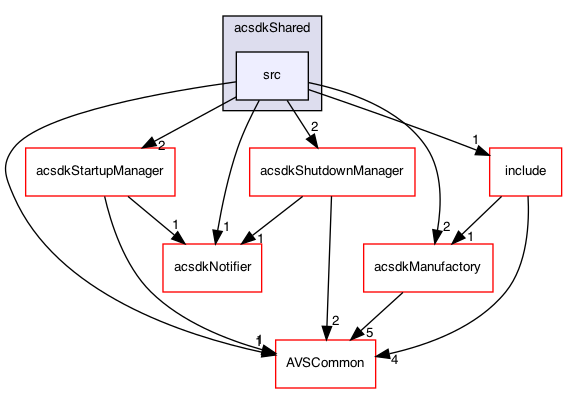 acsdkShared
src
2
2
1
acsdkStartupManager
acsdkShutdownManager
include
1
1
1
2
1
acsdkNotifier
acsdkManufactory
1
1
2
5
4
AVSCommon